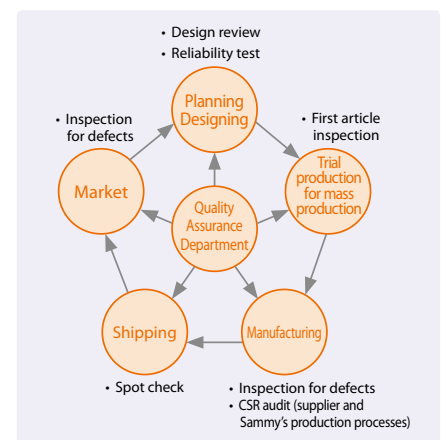 • Design review
• Reliability test
Planning
Designing
• Inspection
for defects
• First article
inspection
Market
Trial
production
for mass
production
Quality
Assurance
Department
Shipping
Manufacturing
• Spot check
• Inspection for defects
• CSR audit (supplier and
Sammy's production processes)